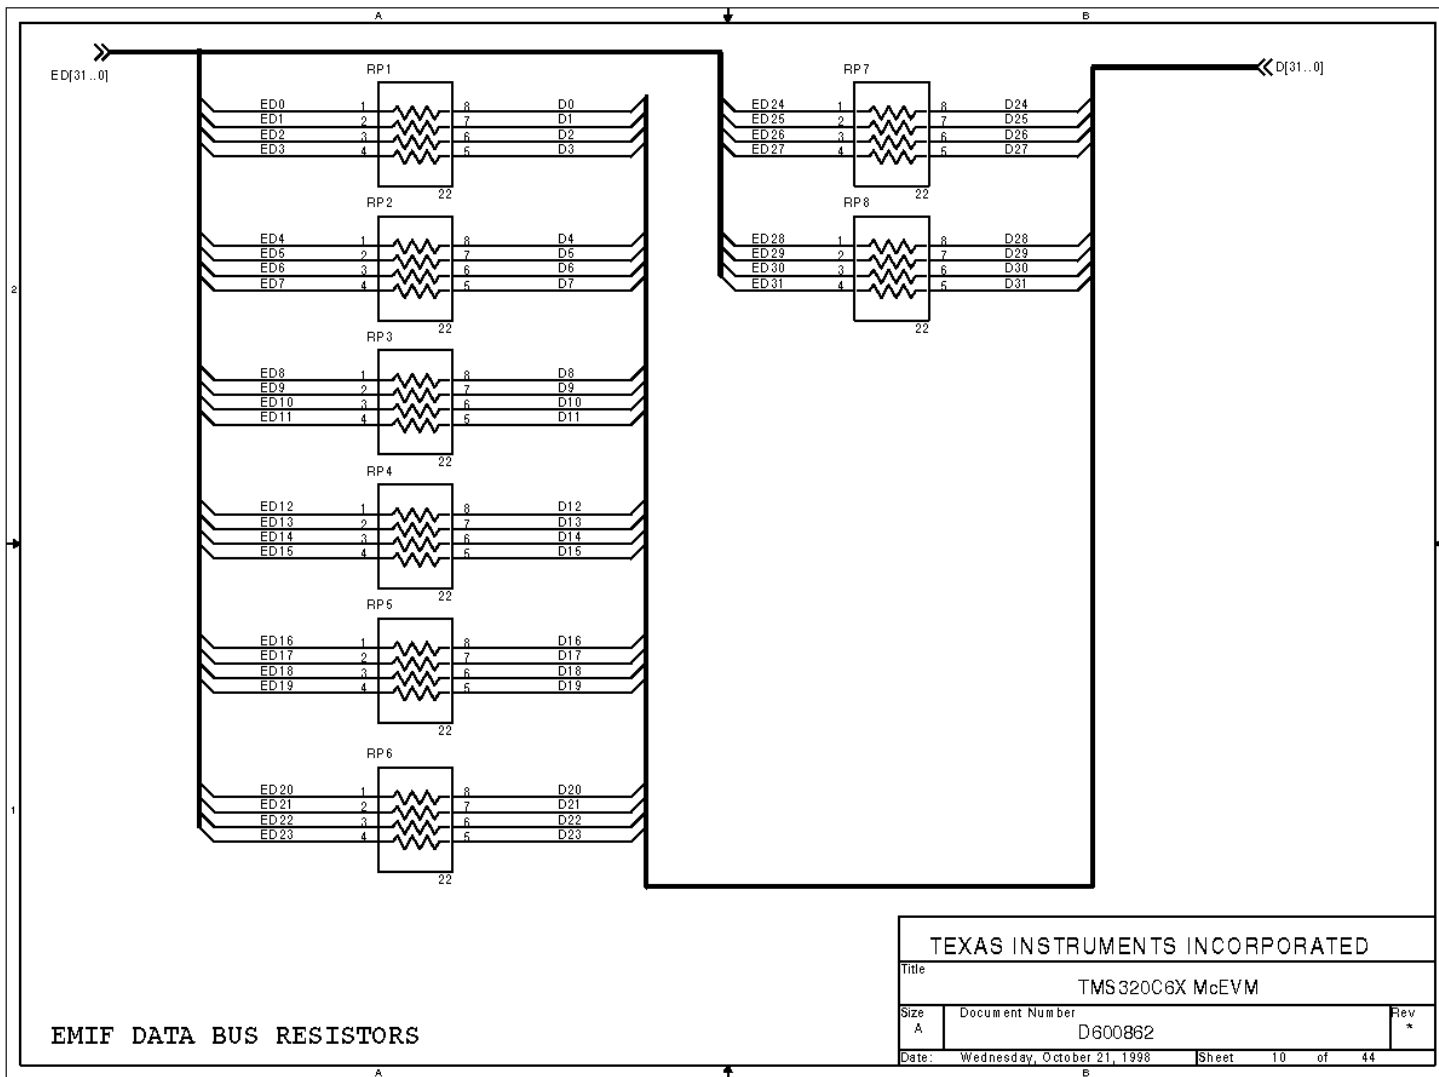 A B
ED[31..0] D[31..0]
RP1 RP7
ED0 1 8 D0 ED24 1 8 D24
ED1 2 7 D1 ED25 2 7 D25
ED2 3 6 D2 ED26 3 6 D26
ED3 4 5 D3 ED27 4 5 D27
22 22
RP2 RP8
ED4 1 8 D4 ED28 1 8 D28
ED5 2 7 D5 ED29 2 7 D29
ED6 3 6 D6 ED30 3 6 D30
2 ED7 4 5 D7 ED31 4 5 D31
22 22
RP3
ED8 1 8 D8
ED9 2 7 D9
ED10 3 6 D10
ED11 4 5 D11
22
RP4
ED12 1 8 D12
ED13 2 7 D13
ED14 3 6 D14
ED15 4 5 D15
22
RP5
ED16 1 8 D16
ED17 2 7 D17
ED18 3 6 D18
ED19 4 5 D19
22
RP6
ED20 1 8 D20
1 ED21 2 7 D21
ED22 3 6 D22
ED23 4 5 D23
22
TEXAS INSTRUMENTS INCORPORATED
Title
TMS320C6X McEVM
Size Document Number Rev
A D600862 *
Date: Wednesday, October 21, 1998 Sheet 10 of 44
EMIF DATA BUS RESISTORS
A B